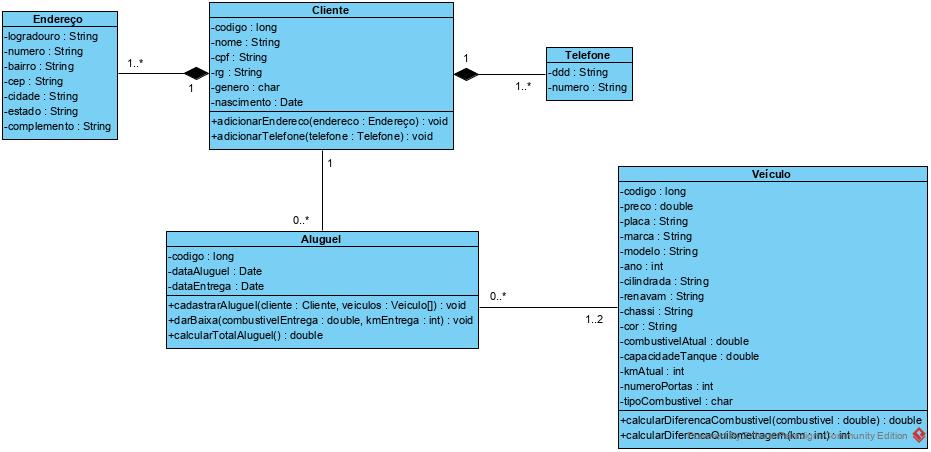 Endereço
-logradouro : String
-numero : String
-bairro : String
-cep : String
-cidade : String
-estado : String
-complemento : String
1..*
1
Cliente
-codigo : long
-nome : String
-cpf : String
-rg : String
-genero : char
-nascimento : Date
+adicionarEndereco(endereco : Endereço) : void
+adicionarTelefone(telefone : Telefone) : void
1
1..*
Telefone
-ddd : String
-numero : String
1
0..*
Aluguel
-codigo : long
-dataAluguel : Date
-dataEntrega : Date
+cadastrarAluguel(cliente : Cliente, veiculos : Veiculo[]) : void
+darBaixa(combustivelEntrega : double, kmEntrega : int) : void
+calcularTotalAluguel() : double
0..*
1..2
Veículo
-codigo : long
-preco : double
-placa : String
-marca : String
-modelo : String
-ano : int
-cilindrada : String
-renavam : String
-chassi : String
-cor : String
-combustivelAtual : double
-capacidadeTanque : double
-kmAtual : int
-numeroPortas : int
-tipoCombustivel : char
+calcularDiferencaCombustivel(combustivel : double) : double
+calcularDiferencaQuilometragem(km : int) : int
Community Edition